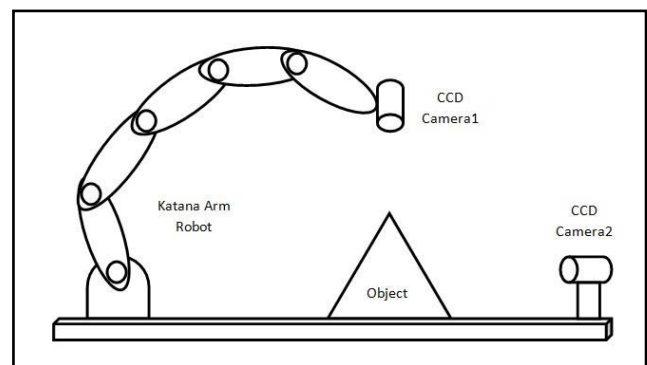 CCD
Camera1
Katana Arm
Robot
CCD
Camera2
Object